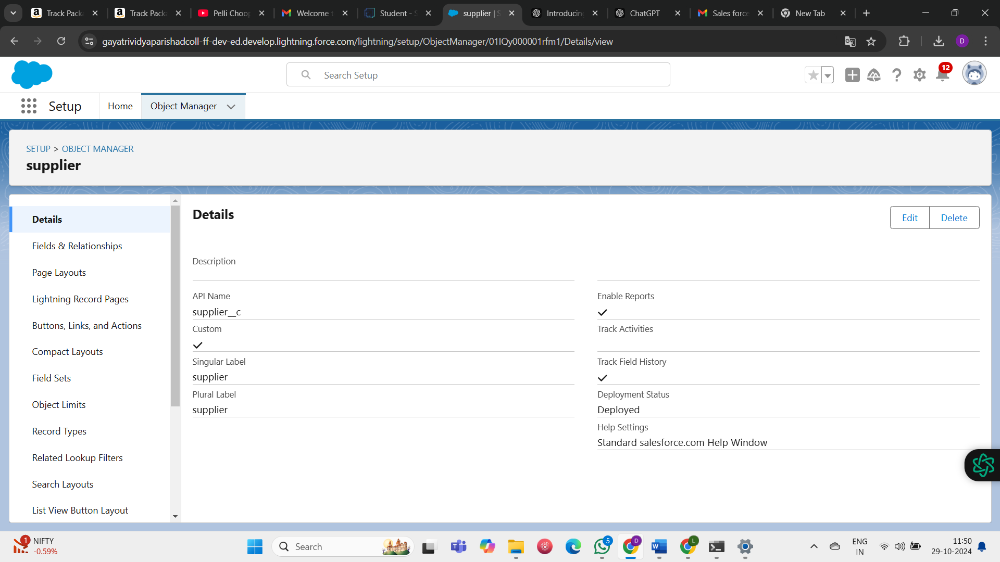 Track Packa
Track Packa
Pelli Choop
Welcome t
Student - S
supplier | S
Introducing
ChatGPT
Sales force
New Tab
gayatrividyaparishadcoll-ff-dev-ed.develop.lightning.force.com/lightning/setup/ObjectManager/01IQy000001rfm1/Details/view
D
Search Setup
12
Setup
Home
Object Manager
SETUP > OBJECT MANAGER
supplier
Details
Fields & Relationships
Page Layouts
Lightning Record Pages
Buttons, Links, and Actions
Compact Layouts
Field Sets
Object Limits
Record Types
Related Lookup Filters
Search Layouts
List View Button Layout
Details
Edit
Delete
Description
API Name
supplier__c
Custom
Singular Label
supplier
Plural Label
supplier
Enable Reports
Track Activities
Track Field History
Deployment Status
Deployed
Help Settings
Standard salesforce.com Help Window
1
NIFTY
-0.59%
Search
5
D
L
ENG
IN
11:50
29-10-2024